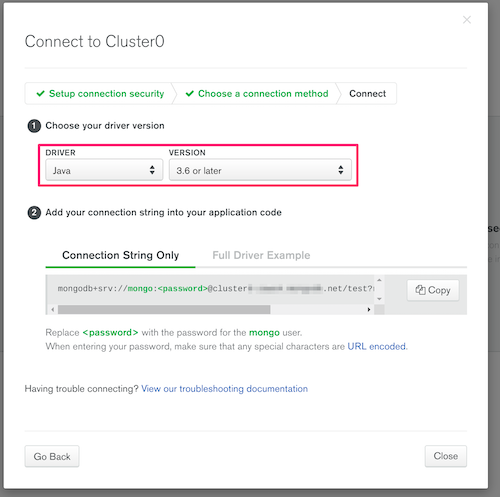 Connect to Cluster0
Setup connection security
Choose a connection method
Connect
1 Choose your driver version
DRIVER
VERSION
Java
3.6 or later
2 Add your connection string into your application code
Connection String Only
Full Driver Example
mongodb+srv://mongo:<password>@cluster .net/test?
Copy
Replace <password> with the password for the mongo user.
When entering your password, make sure that any special characters are URL encoded.
Having trouble connecting? View our troubleshooting documentation
Go Back
Close